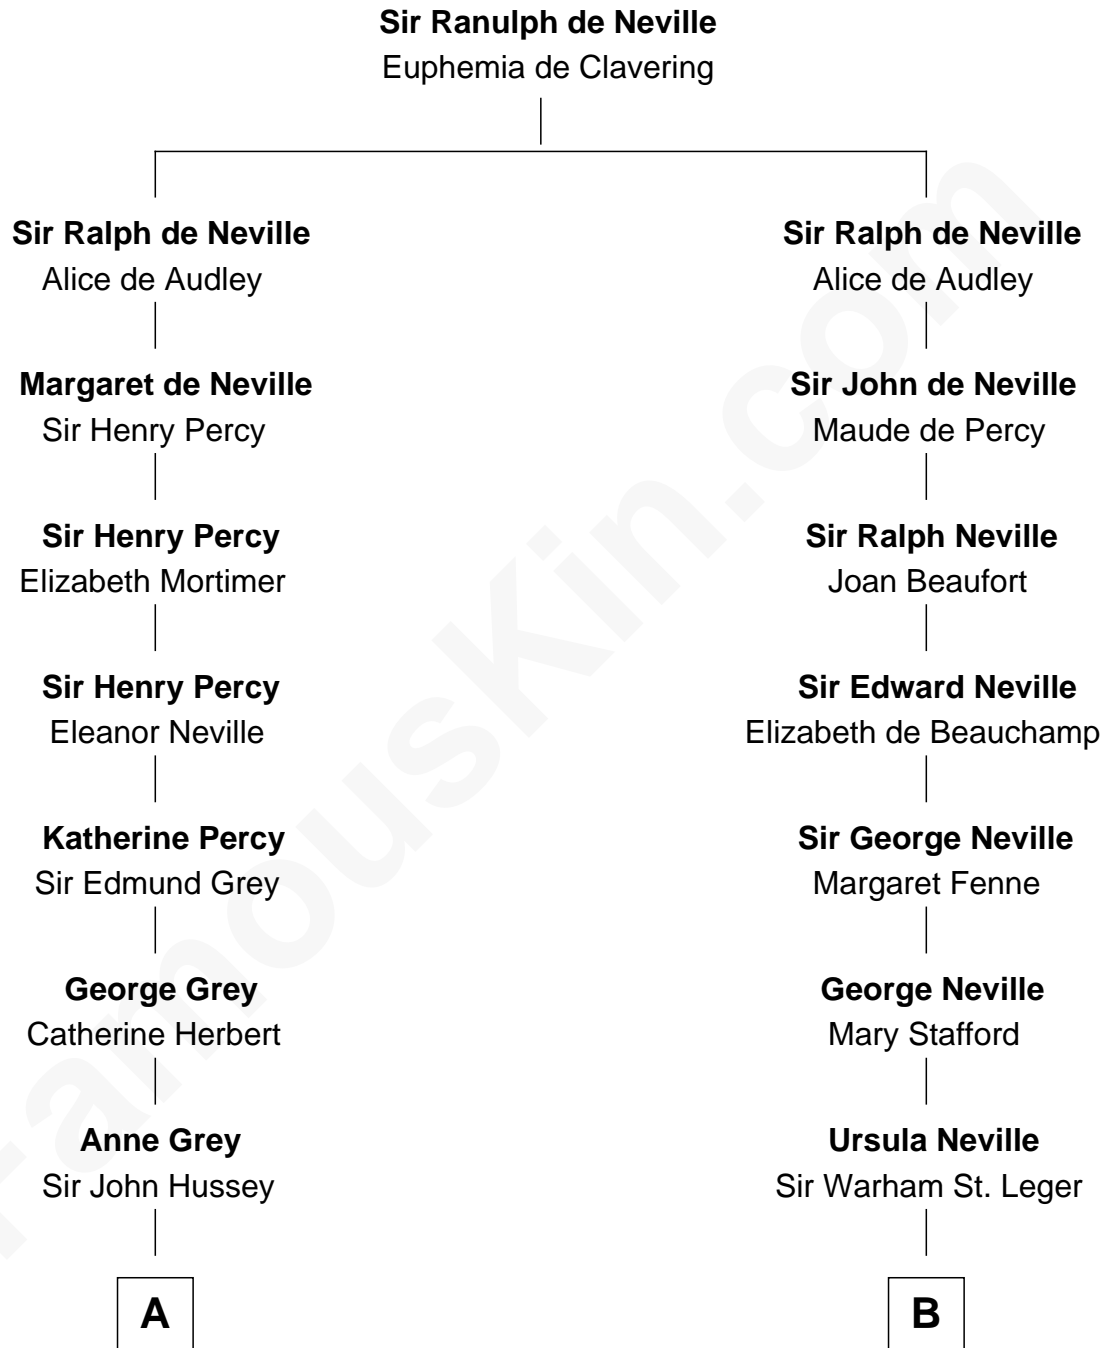 Sir Ranulph de Neville
Euphemia de Clavering
Sir Ralph de Neville
Alice de Audley
Margaret de Neville
Sir Henry Percy
Sir Henry Percy
Elizabeth Mortimer
Sir Henry Percy
Eleanor Neville
Katherine Percy
Sir Edmund Grey
George Grey
Catherine Herbert
Anne Grey
Sir John Hussey
A
Sir Ralph de Neville
Alice de Audley
Sir John de Neville
Maude de Percy
Sir Ralph Neville
Joan Beaufort
Sir Edward Neville
Elizabeth de Beauchamp
Sir George Neville
Margaret Fenne
George Neville
Mary Stafford
Ursula Neville
Sir Warham St. Leger
B
FamousKin.com